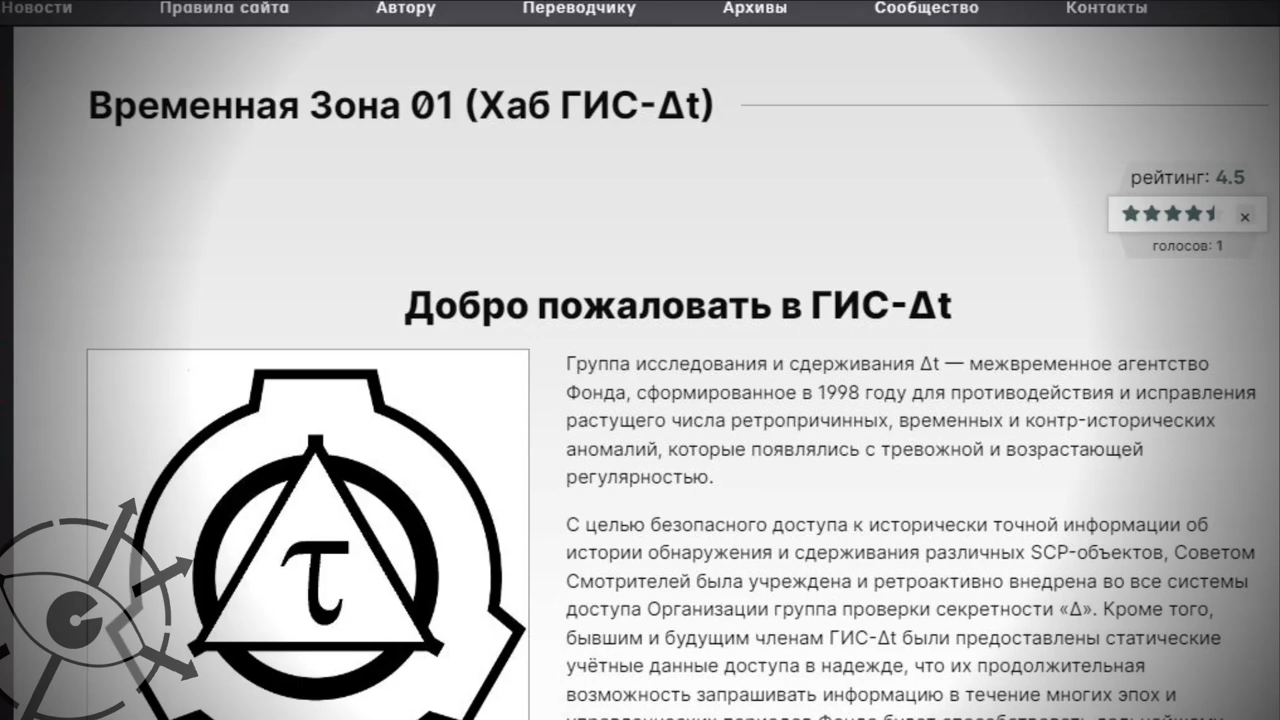 Новости Правила сайта Автору Переводчику Архивы Сообщество Контакты
Временная Зона 01 (Хаб ГИС-Δt)
рейтинг: 4.5
голосов: 1
Добро пожаловать в ГИС-Δt
Группа исследования и сдерживания Δt — межвременное агентство
Фонда, сформированное в 1998 году для противодействия и исправления
растущего числа ретропричинных, временных и контр-исторических
аномалий, которые появлялись с тревожной и возрастающей
регулярностью.
С целью безопасного доступа к исторически точной информации об
истории обнаружения и сдерживания различных SCP-объектов, Советом
Смотрителей была учреждена и ретроактивно внедрена во все системы
доступа Организации группа проверки секретности «Δ». Кроме того,
бывшим и будущим членам ГИС-Δt были предоставлены статические
учётные данные доступа в надежде, что их продолжительная
возможность запрашивать информацию в течение многих эпох и
τ